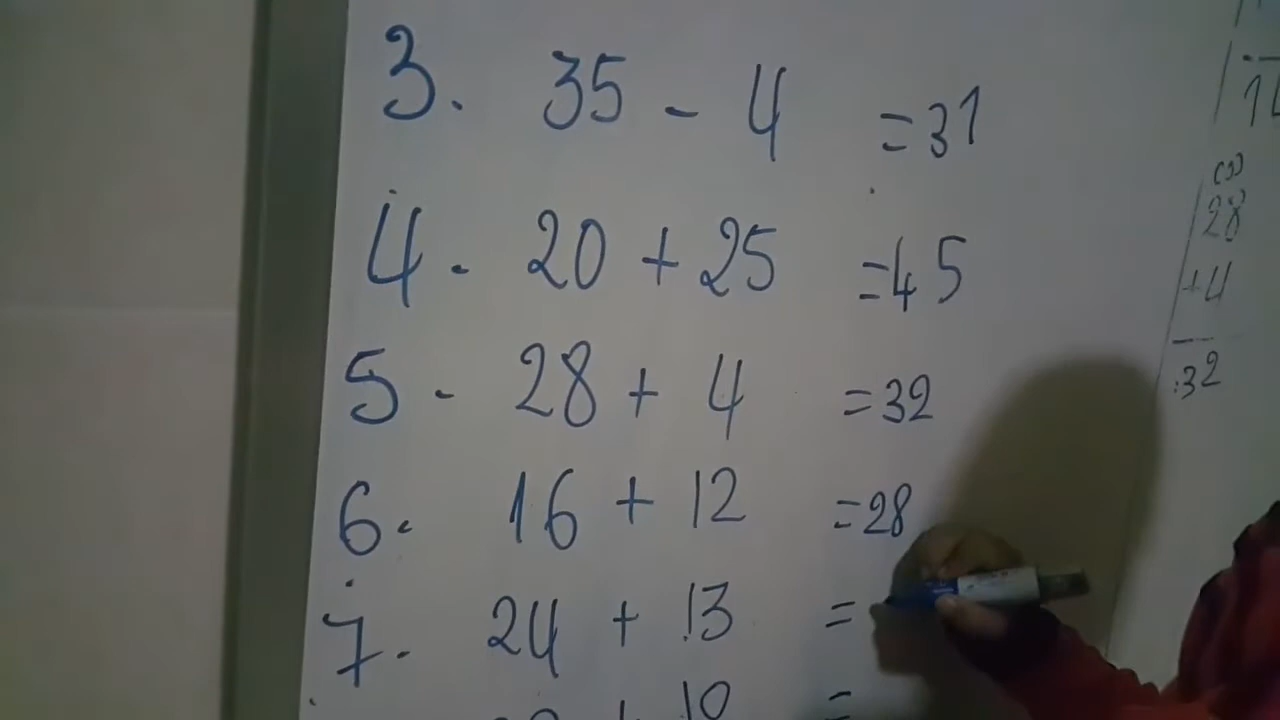 3. 35 - 4 = 31
4. 20 + 25 = 45
5. 28 + 4 = 32
6. 16 + 12 = 28
7. 24 + 13 =
+ 10 =
28
+4
32